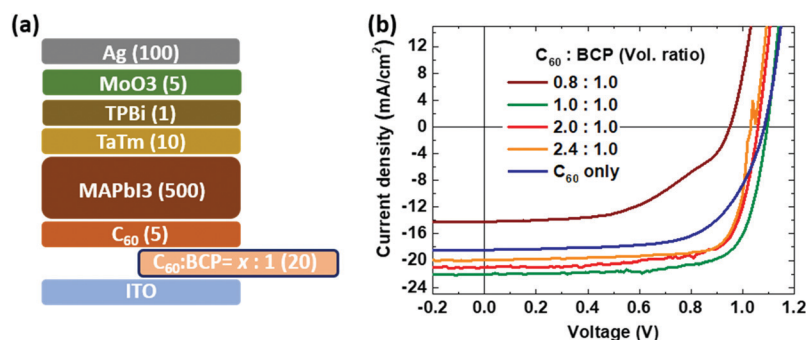 (a)
Ag (100)
MoO3 (5)
TPBi (1)
TaTm (10)
MAPbI3 (500)
C₆₀ (5)
C₆₀:BCP= x : 1 (20)
ITO
(b)
Current density (mA/cm²)
12
8
4
0
-4
-8
-12
-16
-20
-24
C₆₀ : BCP (Vol. ratio)
0.8 : 1.0
1.0 : 1.0
2.0 : 1.0
2.4 : 1.0
C₆₀ only
-0.2 0.0 0.2 0.4 0.6 0.8 1.0 1.2
Voltage (V)